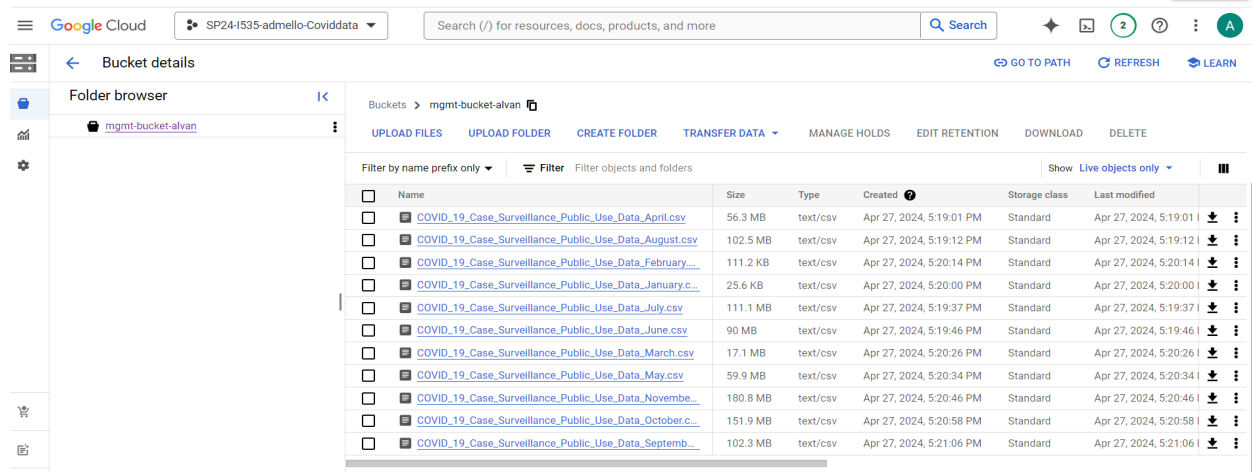 Google Cloud SP24-I535-admello-Coviddata Search (/) for resources, docs, products, and more Search 2 A
Bucket details GO TO PATH REFRESH LEARN
Folder browser
mgmt-bucket-alvan
Buckets > mgmt-bucket-alvan
UPLOAD FILES UPLOAD FOLDER CREATE FOLDER TRANSFER DATA MANAGE HOLDS EDIT RETENTION DOWNLOAD DELETE
Filter by name prefix only Filter Filter objects and folders Show Live objects only
Name Size Type Created Storage class Last modified
COVID_19_Case_Surveillance_Public_Use_Data_April.csv 56.3 MB text/csv Apr 27, 2024, 5:19:01 PM Standard Apr 27, 2024, 5:19:01
COVID_19_Case_Surveillance_Public_Use_Data_August.csv 102.5 MB text/csv Apr 27, 2024, 5:19:12 PM Standard Apr 27, 2024, 5:19:12
COVID_19_Case_Surveillance_Public_Use_Data_February.... 111.2 KB text/csv Apr 27, 2024, 5:20:14 PM Standard Apr 27, 2024, 5:20:14
COVID_19_Case_Surveillance_Public_Use_Data_January.c... 25.6 KB text/csv Apr 27, 2024, 5:20:00 PM Standard Apr 27, 2024, 5:20:00
COVID_19_Case_Surveillance_Public_Use_Data_July.csv 111.1 MB text/csv Apr 27, 2024, 5:19:37 PM Standard Apr 27, 2024, 5:19:37
COVID_19_Case_Surveillance_Public_Use_Data_June.csv 90 MB text/csv Apr 27, 2024, 5:19:46 PM Standard Apr 27, 2024, 5:19:46
COVID_19_Case_Surveillance_Public_Use_Data_March.csv 17.1 MB text/csv Apr 27, 2024, 5:20:26 PM Standard Apr 27, 2024, 5:20:26
COVID_19_Case_Surveillance_Public_Use_Data_May.csv 59.9 MB text/csv Apr 27, 2024, 5:20:34 PM Standard Apr 27, 2024, 5:20:34
COVID_19_Case_Surveillance_Public_Use_Data_Novembe... 180.8 MB text/csv Apr 27, 2024, 5:20:46 PM Standard Apr 27, 2024, 5:20:46
COVID_19_Case_Surveillance_Public_Use_Data_October.c... 151.9 MB text/csv Apr 27, 2024, 5:20:58 PM Standard Apr 27, 2024, 5:20:58
COVID_19_Case_Surveillance_Public_Use_Data_Septemb... 102.3 MB text/csv Apr 27, 2024, 5:21:06 PM Standard Apr 27, 2024, 5:21:06